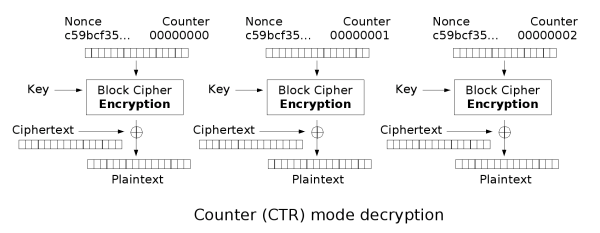 Nonce Counter Nonce Counter Nonce Counter
c59bcf35... 00000000 c59bcf35... 00000001 c59bcf35... 00000002
Key Block Cipher Encryption Key Block Cipher Encryption Key Block Cipher Encryption
Ciphertext Ciphertext Ciphertext
Plaintext Plaintext Plaintext
Counter (CTR) mode decryption